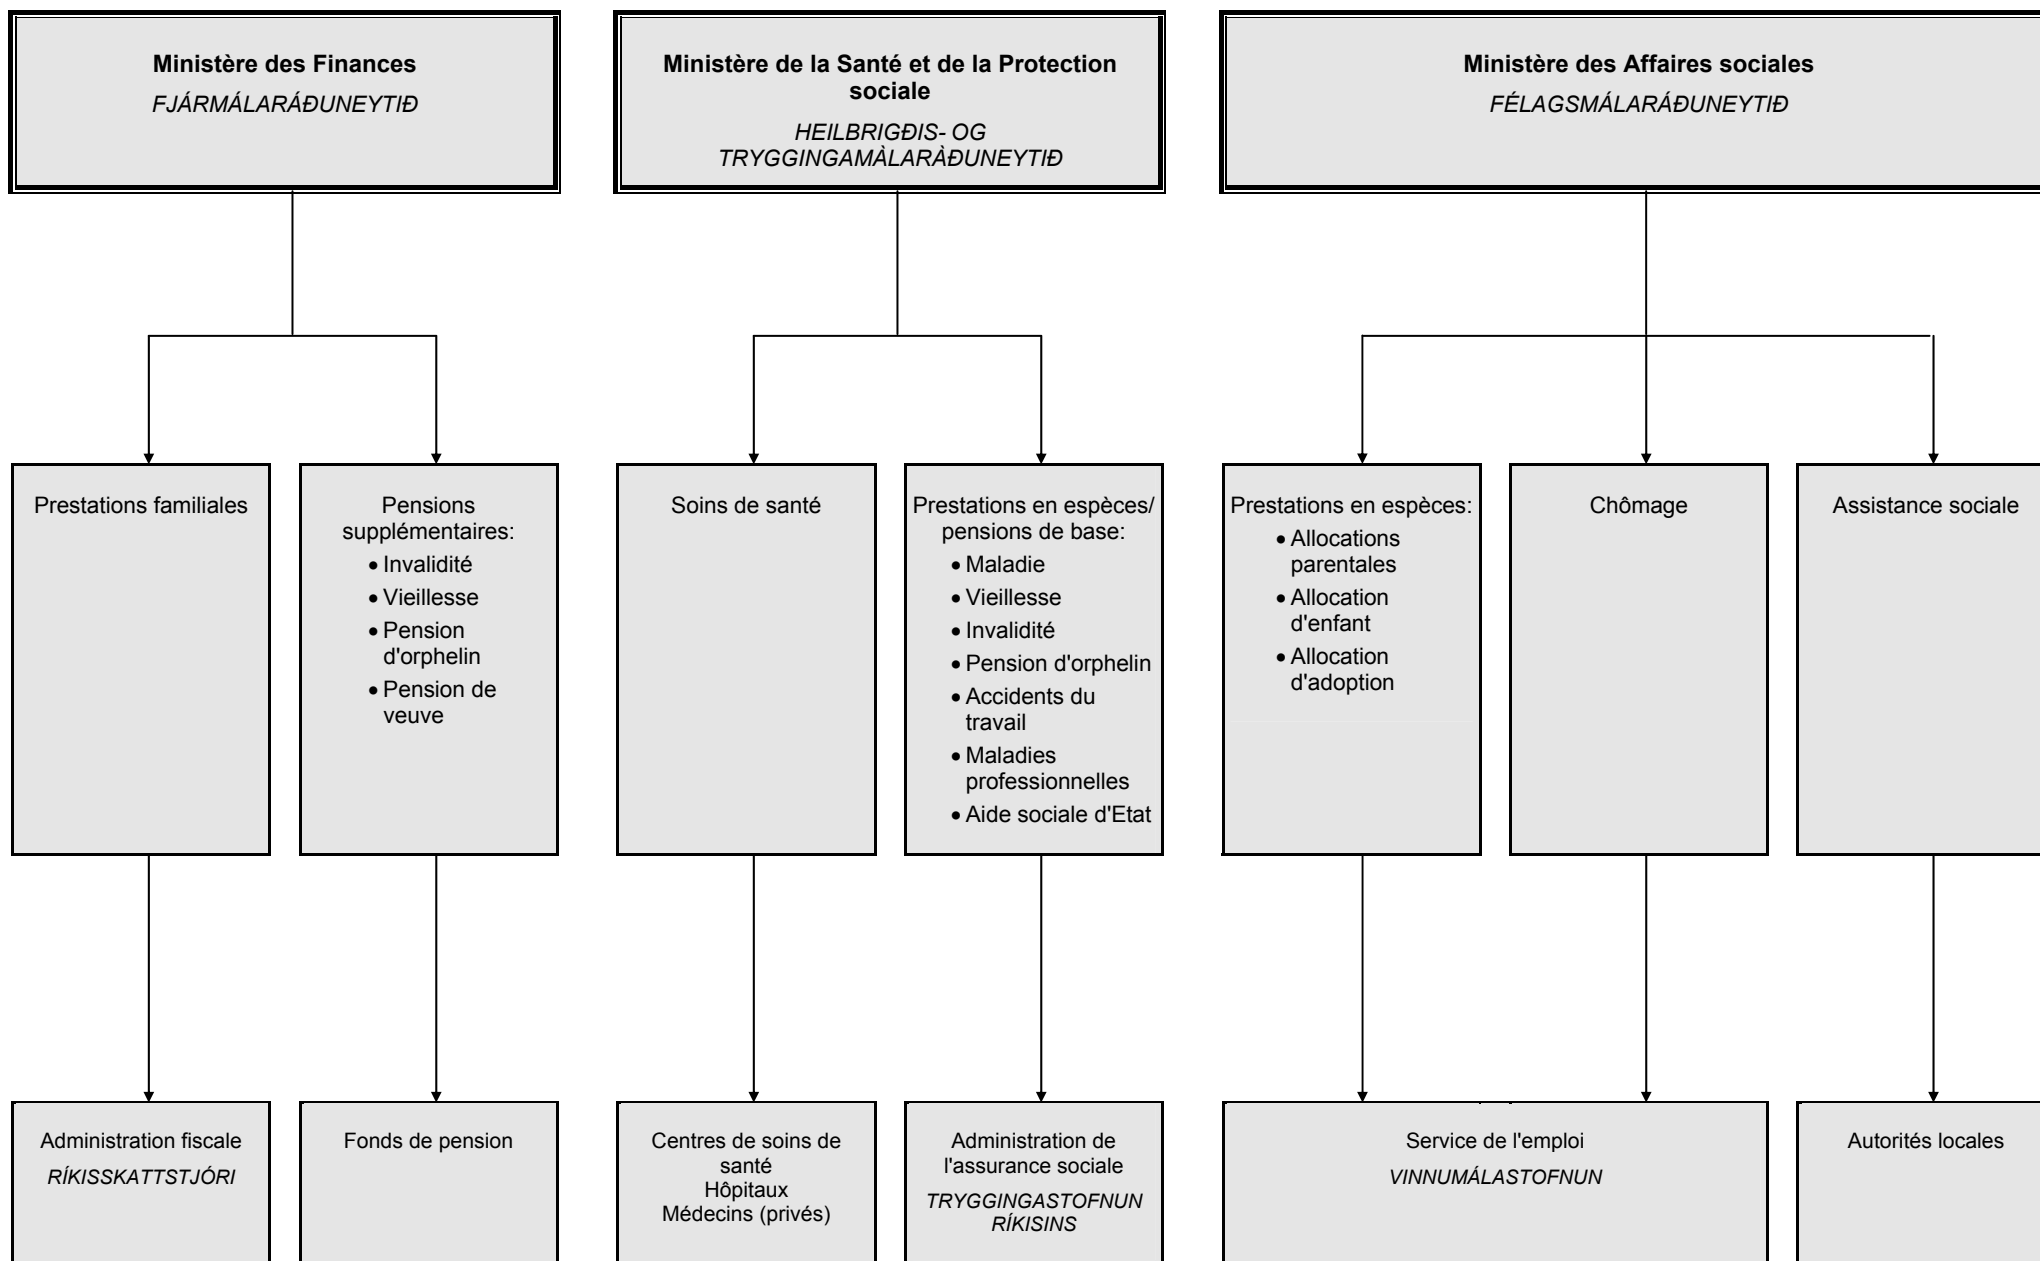 Ministère des Finances
FJÁRMÁLARÁÐUNEYTIÐ
Ministère de la Santé et de la Protection
sociale
HEILBRIGÐIS- OG
TRYGGINGAMÀLARÀÐUNEYTIÐ
Ministère des Affaires sociales
FÉLAGSMÁLARÁÐUNEYTIÐ
Prestations familiales
Pensions
supplémentaires:
• Invalidité
• Vieillesse
• Pension
d'orphelin
• Pension de
veuve
Soins de santé
Prestations en espèces/
pensions de base:
• Maladie
• Vieillesse
• Invalidité
• Pension d'orphelin
• Accidents du
travail
• Maladies
professionnelles
• Aide sociale d'Etat
Prestations en espèces:
• Allocations
parentales
• Allocation
d'enfant
• Allocation
d'adoption
Chômage
Assistance sociale
Administration fiscale
RÍKISSKATTSTJÓRI
Fonds de pension
Centres de soins de
santé
Hôpitaux
Médecins (privés)
Administration de
l'assurance sociale
TRYGGINGASTOFNUN
RÍKISINS
Service de l'emploi
VINNUMÁLASTOFNUN
Autorités locales